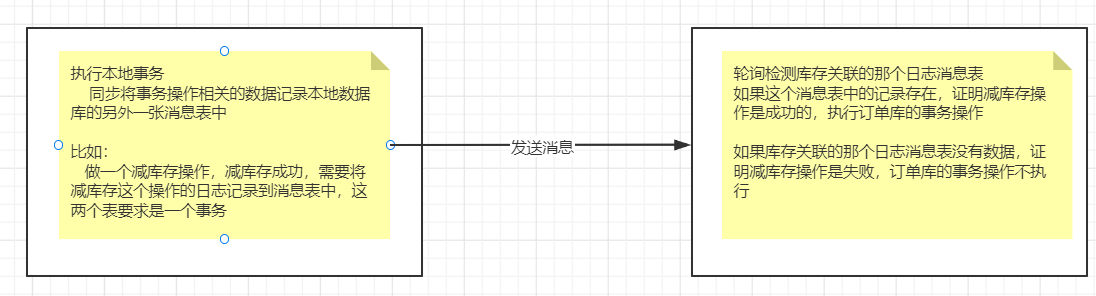 执行本地事务
同步将事务操作相关的数据记录本地数据
库的另外一张消息表中
比如：
做一个减库存操作，减库存成功，需要将
减库存这个操作的日志记录到消息表中，这
两个表要求是一个事务
发送消息
轮询检测库存关联的那个日志消息表
如果这个消息表中的记录存在，证明减库存操
作是成功的，执行订单库的事务操作
如果库存关联的那个日志消息表没有数据，证
明减库存操作是失败，订单库的事务操作不执
行